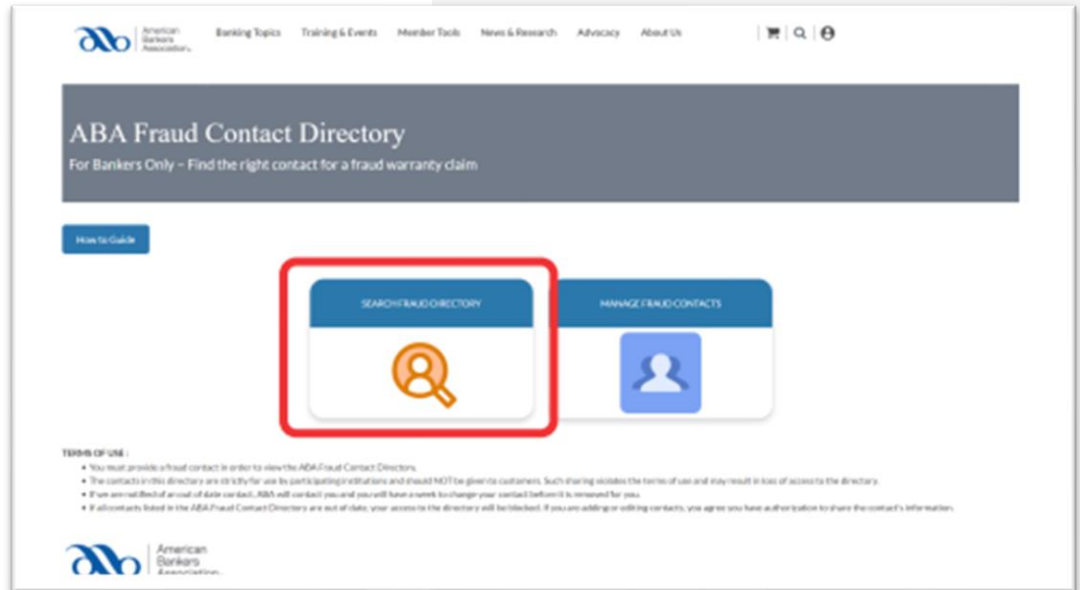 American
Bankers
Association
Banking Topics Training & Events Member Tools News & Research Advocacy About Us
ABA Fraud Contact Directory
For Bankers Only – Find the right contact for a fraud warranty claim
How to Guide
SEARCH FRAUD DIRECTORY
MANAGE FRAUD CONTACTS
TERMS OF USE :
• You must provide a fraud contact in order to view the ABA Fraud Contact Directory.
• The contacts in this directory are strictly for use by participating institutions and should NOT be given to customers. Such sharing violates the terms of use and may result in loss of access to the directory.
• If we are notified of an out of date contact, ABA will contact you and you will have a week to change your contact before it is removed for you.
• If all contacts listed in the ABA Fraud Contact Directory are out of date, your access to the directory will be blocked. If you are adding or editing contacts, you agree you have authorization to share the contact's information.
American
Bankers
Association